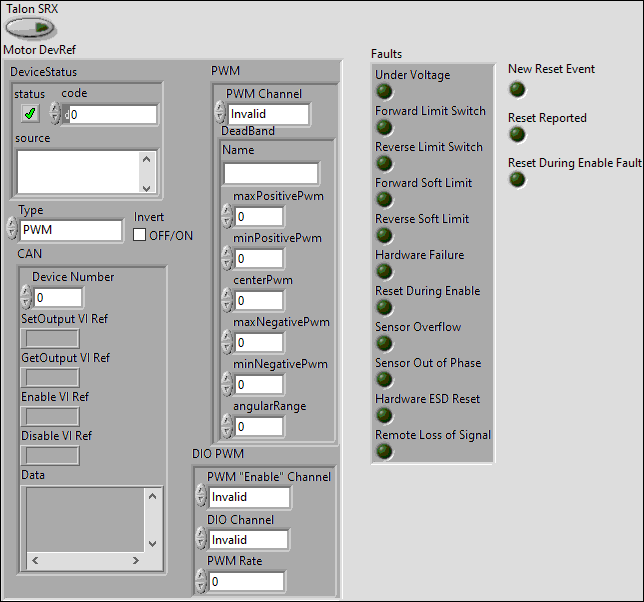 Talon SRX
Motor DevRef
DeviceStatus
status
code
d
0
source
Type
PWM
Invert
OFF/ON
CAN
Device Number
0
SetOutput VI Ref
GetOutput VI Ref
Enable VI Ref
Disable VI Ref
Data
PWM
PWM Channel
Invalid
DeadBand
Name
maxPositivePwm
0
minPositivePwm
0
centerPwm
0
maxNegativePwm
0
minNegativePwm
0
angularRange
0
DIO PWM
PWM "Enable" Channel
Invalid
DIO Channel
Invalid
PWM Rate
0
Faults
Under Voltage
Forward Limit Switch
Reverse Limit Switch
Forward Soft Limit
Reverse Soft Limit
Hardware Failure
Reset During Enable
Sensor Overflow
Sensor Out of Phase
Hardware ESD Reset
Remote Loss of Signal
New Reset Event
Reset Reported
Reset During Enable Fault